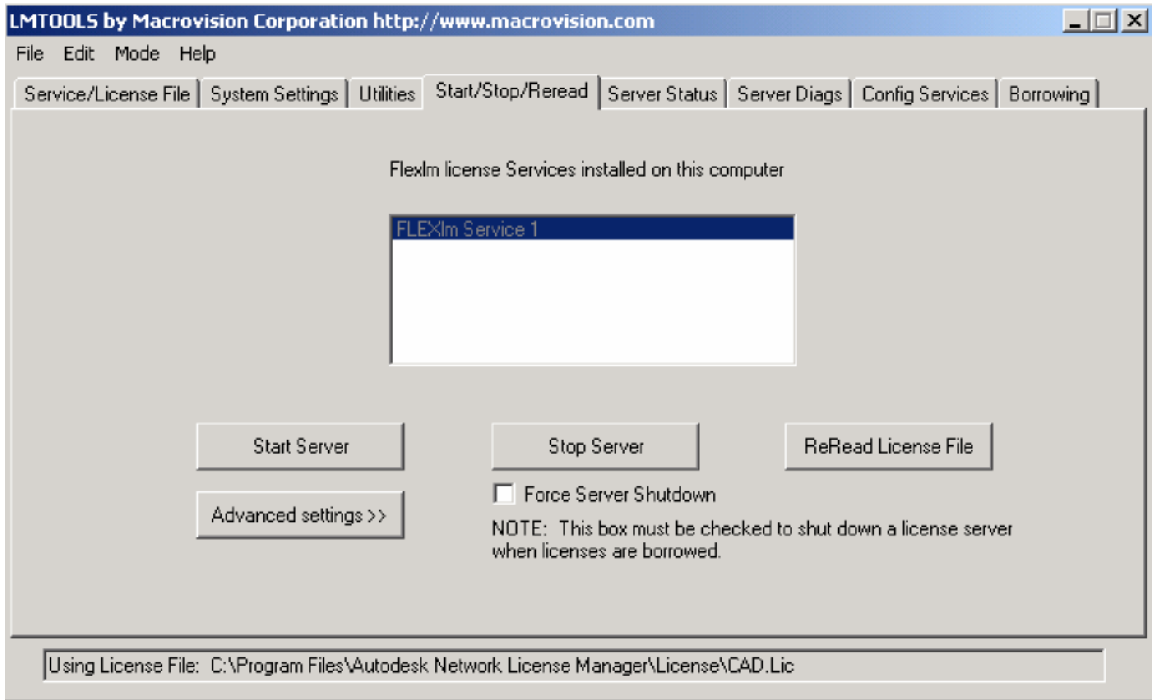 LMTOOLS by Macrovision Corporation http://www.macrovision.com
File Edit Mode Help
Service/License File System Settings Utilities Start/Stop/Reread Server Status Server Diags Config Services Borrowing
Flexlm license Services installed on this computer
FLEXlm Service 1
Start Server Stop Server ReRead License File
Force Server Shutdown
Advanced settings >>
NOTE: This box must be checked to shut down a license server
when licenses are borrowed.
Using License File: C:\Program Files\Autodesk Network License Manager\License\CAD.Lic